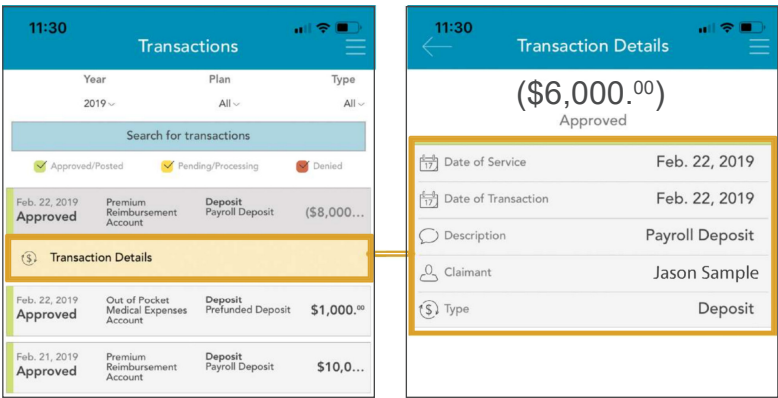 11:30
Transactions
Year Plan Type
2019 All All
Search for transactions
Approved/Posted Pending/Processing Denied
Feb. 22, 2019
Approved
Premium
Reimbursement
Account
Deposit
Payroll Deposit
($8,000...
Transaction Details
Feb. 22, 2019
Approved
Out of Pocket
Medical Expenses
Account
Deposit
Prefunded Deposit
$1,000.00
Feb. 21, 2019
Approved
Premium
Reimbursement
Account
Deposit
Payroll Deposit
$10,0...
11:30
Transaction Details
($6,000.00)
Approved
17 Date of Service Feb. 22, 2019
17 Date of Transaction Feb. 22, 2019
Description Payroll Deposit
Claimant Jason Sample
$ Type Deposit